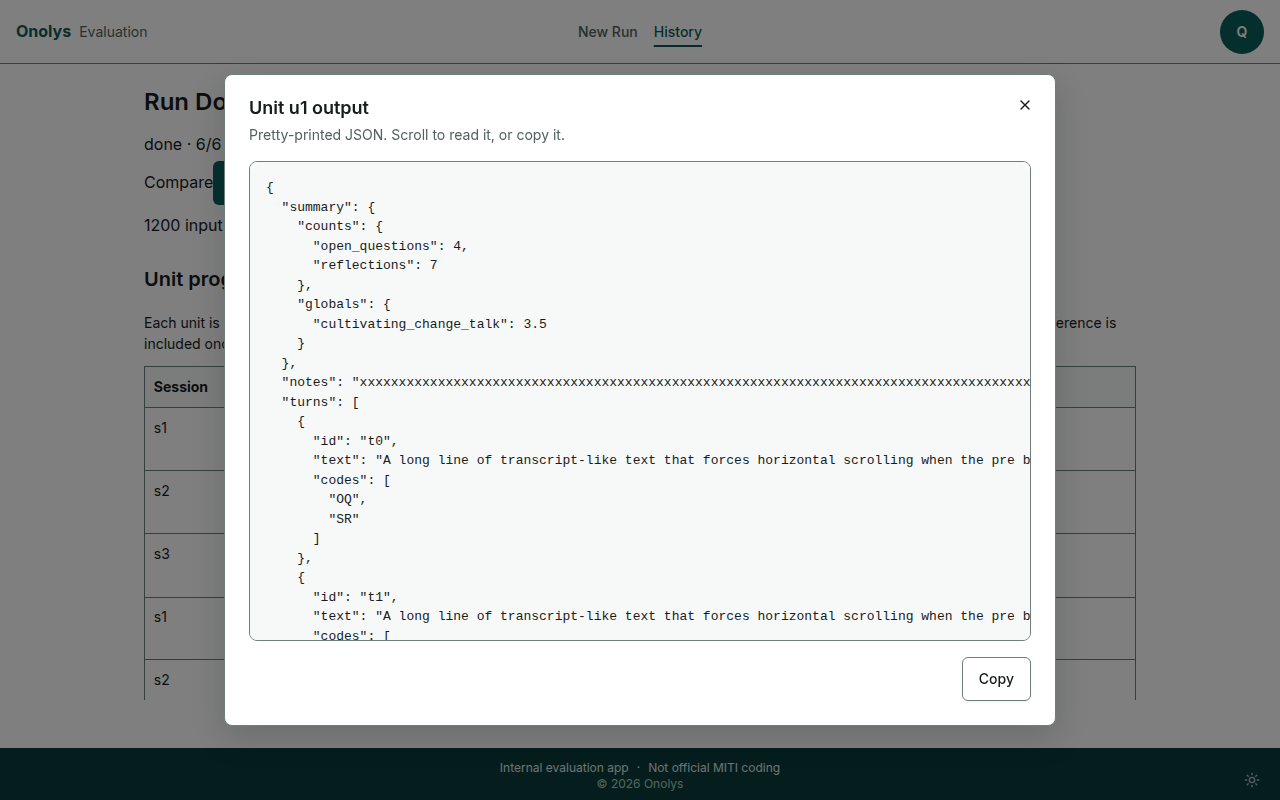 Onolys Evaluation New Run History Q
Run Do
done · 6/6
Compare
1200 input
Unit prog
Each unit is erence is
included onc
Session
s1
s2
s3
s1
s2
Unit u1 output ×
Pretty-printed JSON. Scroll to read it, or copy it.
{
  "summary": {
    "counts": {
      "open_questions": 4,
      "reflections": 7
    },
    "globals": {
      "cultivating_change_talk": 3.5
    }
  },
  "notes": "xxxxxxxxxxxxxxxxxxxxxxxxxxxxxxxxxxxxxxxxxxxxxxxxxxxxxxxxxxxxxxxxxxxxxxxxxxxxxxxxxxxxxx
  "turns": [
    {
      "id": "t0",
      "text": "A long line of transcript-like text that forces horizontal scrolling when the pre b
      "codes": [
        "OQ",
        "SR"
      ]
    },
    {
      "id": "t1",
      "text": "A long line of transcript-like text that forces horizontal scrolling when the pre b
      "codes": [
Copy
Internal evaluation app · Not official MITI coding
© 2026 Onolys